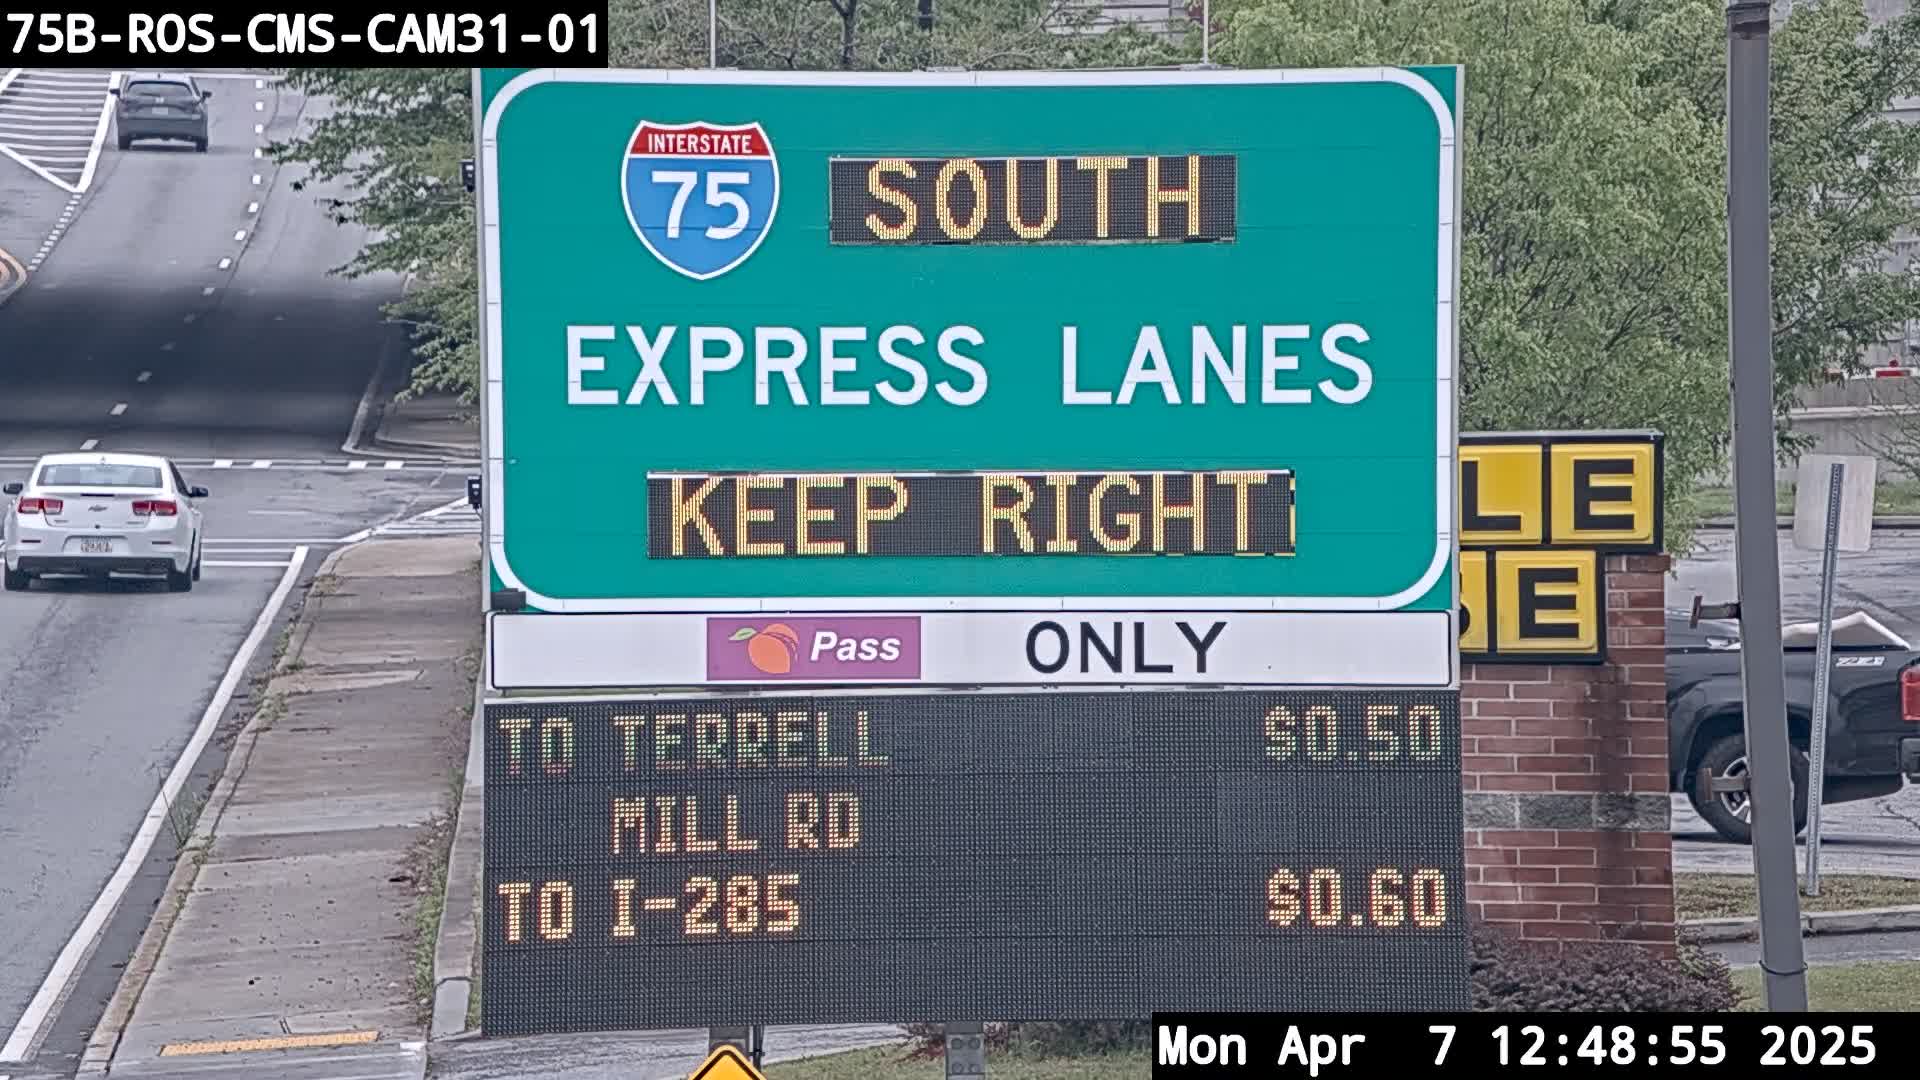 75B-ROS-CMS-CAM31-01
INTERSTATE
75
SOUTH
EXPRESS LANES
KEEP RIGHT
Pass ONLY
TO TERRELL $0.50
MILL RD
TO I-285 $0.60
LE
E
Mon Apr 7 12:48:55 2025